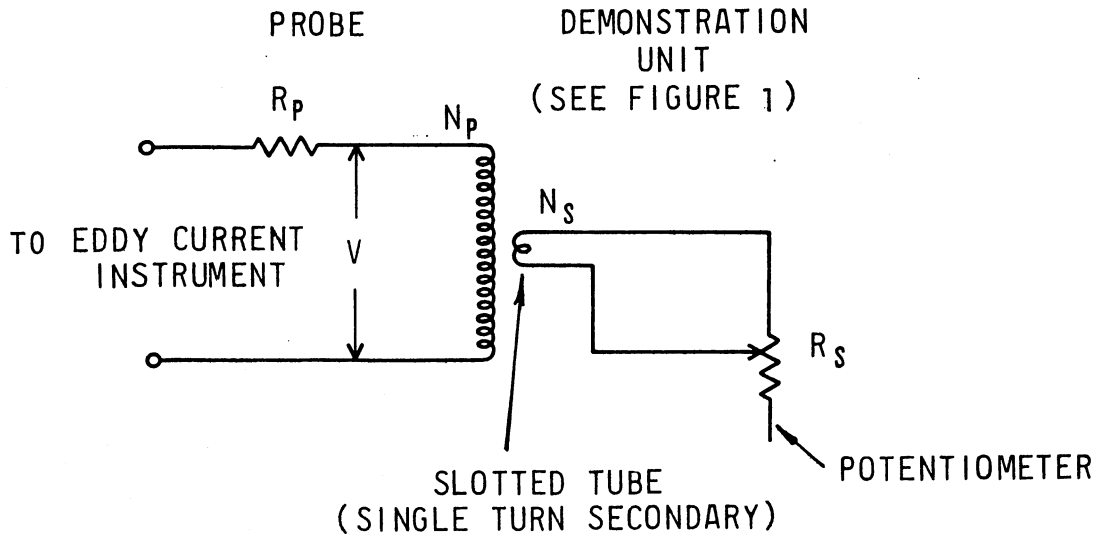 PROBE
DEMONSTRATION
UNIT
(SEE FIGURE 1)
Rp
Np
Ns
TO EDDY CURRENT
INSTRUMENT
V
Rs
POTENTIOMETER
SLOTTED TUBE
(SINGLE TURN SECONDARY)